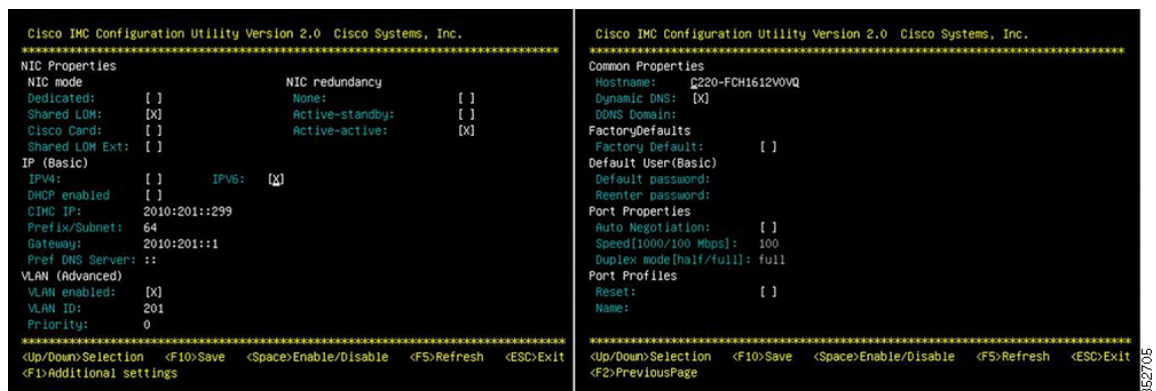 Cisco IMC Configuration Utility Version 2.0 Cisco Systems, Inc.
NIC Properties
NIC mode NIC redundancy
Dedicated: [ ] None: [ ]
Shared LOM: [X] Active-standby: [ ]
Cisco Card: [ ] Active-active: [X]
Shared LOM Ext: [ ]
IP (Basic)
IPV4: [ ] IPV6: [X]
DHCP enabled [ ]
CIMC IP: 2010:201::299
Prefix/Subnet: 64
Gateway: 2010:201::1
Pref DNS Server: ::
VLAN (Advanced)
VLAN enabled: [X]
VLAN ID: 201
Priority: 0
<Up/Down>Selection <F10>Save <Space>Enable/Disable <F5>Refresh <ESC>Exit
<F1>Additional settings
Cisco IMC Configuration Utility Version 2.0 Cisco Systems, Inc.
Common Properties
Hostname: C220-FCH1612V0VQ
Dynamic DNS: [X]
DDNS Domain:
FactoryDefaults
Factory Default: [ ]
Default User(Basic)
Default password:
Reenter password:
Port Properties
Auto Negotiation: [ ]
Speed[1000/100 Mbps]: 100
Duplex mode[half/full]: full
Port Profiles
Reset: [ ]
Name:
<Up/Down>Selection <F10>Save <Space>Enable/Disable <F5>Refresh <ESC>Exit
<F2>PreviousPage